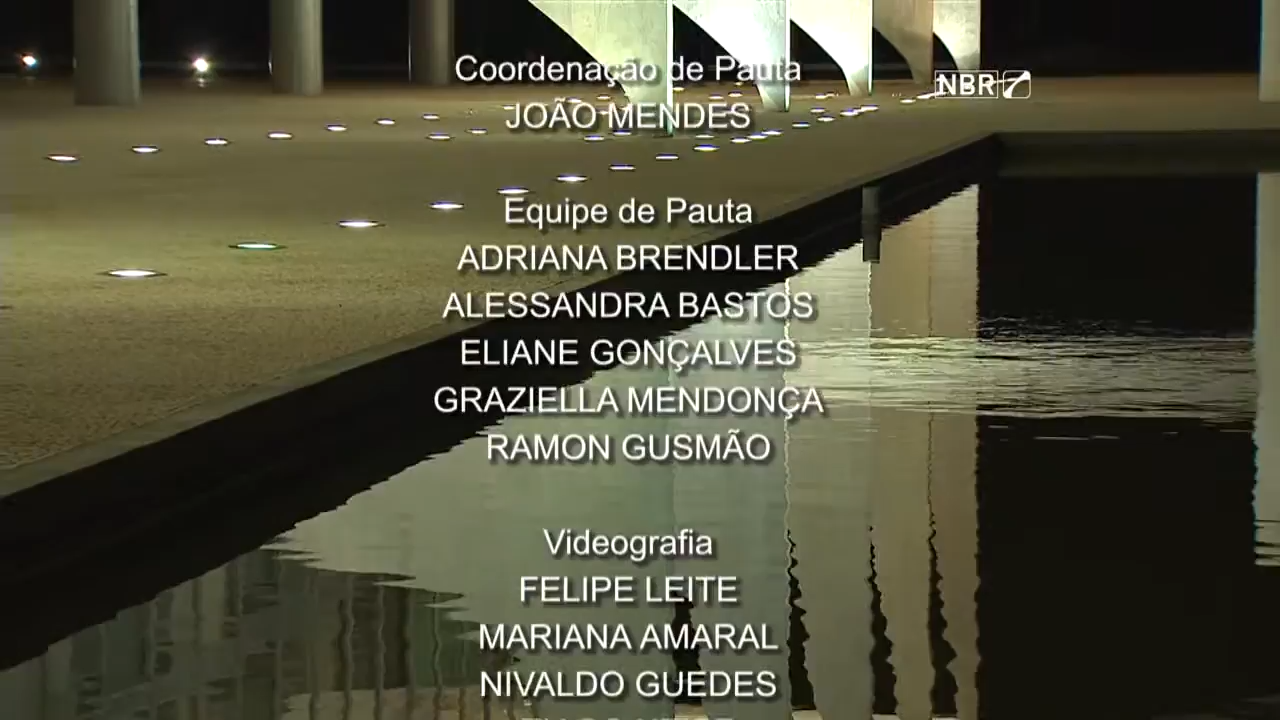 Coordenação de Pauta
JOÃO MENDES
NBR
Equipe de Pauta
ADRIANA BRENDLER
ALESSANDRA BASTOS
ELIANE GONÇALVES
GRAZIELLA MENDONÇA
RAMON GUSMÃO
Videografia
FELIPE LEITE
MARIANA AMARAL
NIVALDO GUEDES